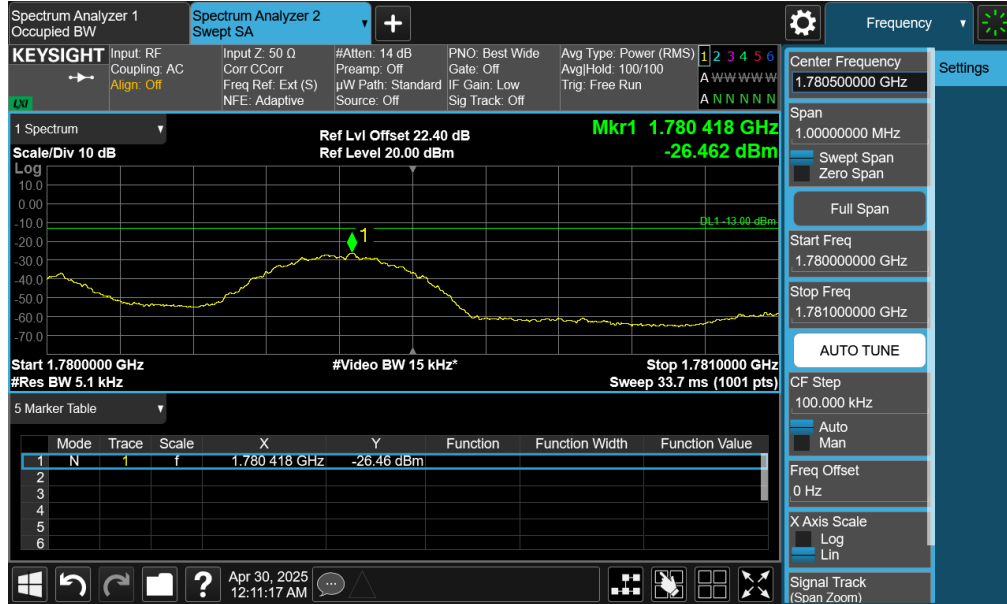 Spectrum Analyzer 1
Occupied BW
Spectrum Analyzer 2
Swept SA
▼
+
Frequency
▼
KEYSIGHT
LXI
Input: RF
Coupling: AC
Align: Off
Input Z: 50 Ω
Corr CCorr
Freq Ref: Ext (S)
NFE: Adaptive
#Atten: 14 dB
Preamp: Off
µW Path: Standard
Source: Off
PNO: Best Wide
Gate: Off
IF Gain: Low
Sig Track: Off
Avg Type: Power (RMS)
Avg|Hold: 100/100
Trig: Free Run
1 2 3 4 5 6
A W W W W W
A N N N N N
1 Spectrum
▼
Scale/Div 10 dB
Ref Lvl Offset 22.40 dB
Ref Level 20.00 dBm
Mkr1 1.780 418 GHz
-26.462 dBm
Log
10.0
0.00
-10.0
-20.0
-30.0
-40.0
-50.0
-60.0
-70.0
DL1 -13.00 dBm
1
Start 1.7800000 GHz
#Res BW 5.1 kHz
#Video BW 15 kHz*
Stop 1.7810000 GHz
Sweep 33.7 ms (1001 pts)
5 Marker Table
▼
Mode Trace Scale X Y Function Function Width Function Value
1 N 1 f 1.780 418 GHz -26.46 dBm
2
3
4
5
6
Center Frequency
1.780500000 GHz
Settings
Span
1.00000000 MHz
Swept Span
Zero Span
Full Span
Start Freq
1.780000000 GHz
Stop Freq
1.781000000 GHz
AUTO TUNE
CF Step
100.000 kHz
Auto
Man
Freq Offset
0 Hz
X Axis Scale
Log
Lin
Signal Track
(Span Zoom)
?
Apr 30, 2025
12:11:17 AM